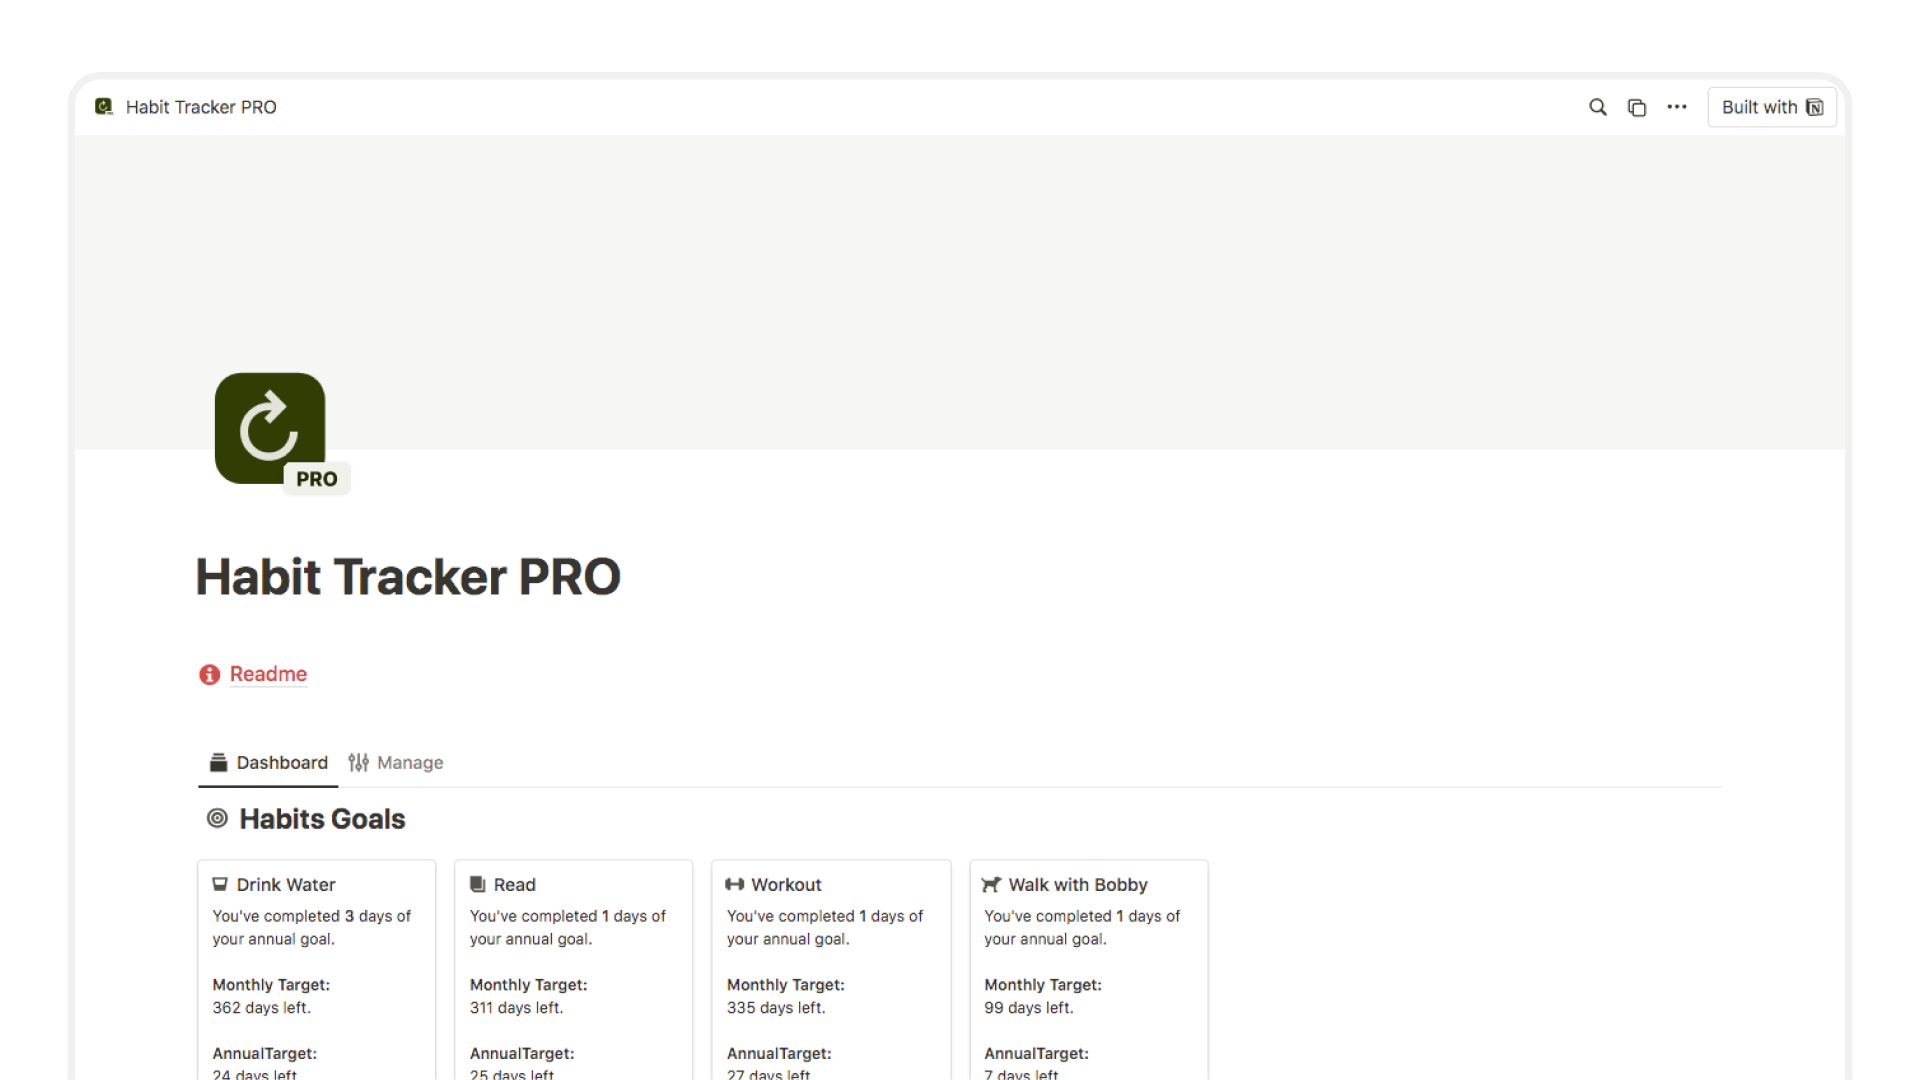 Habit Tracker PRO
Built with
PRO
Habit Tracker PRO
Readme
Dashboard
Manage
Habits Goals
Drink Water
You've completed 3 days of
your annual goal.
Monthly Target:
362 days left.
AnnualTarget:
24 days left
Read
You've completed 1 days of
your annual goal.
Monthly Target:
311 days left.
AnnualTarget:
25 days left
Workout
You've completed 1 days of
your annual goal.
Monthly Target:
335 days left.
AnnualTarget:
27 days left
Walk with Bobby
You've completed 1 days of
your annual goal.
Monthly Target:
99 days left.
AnnualTarget:
7 days left